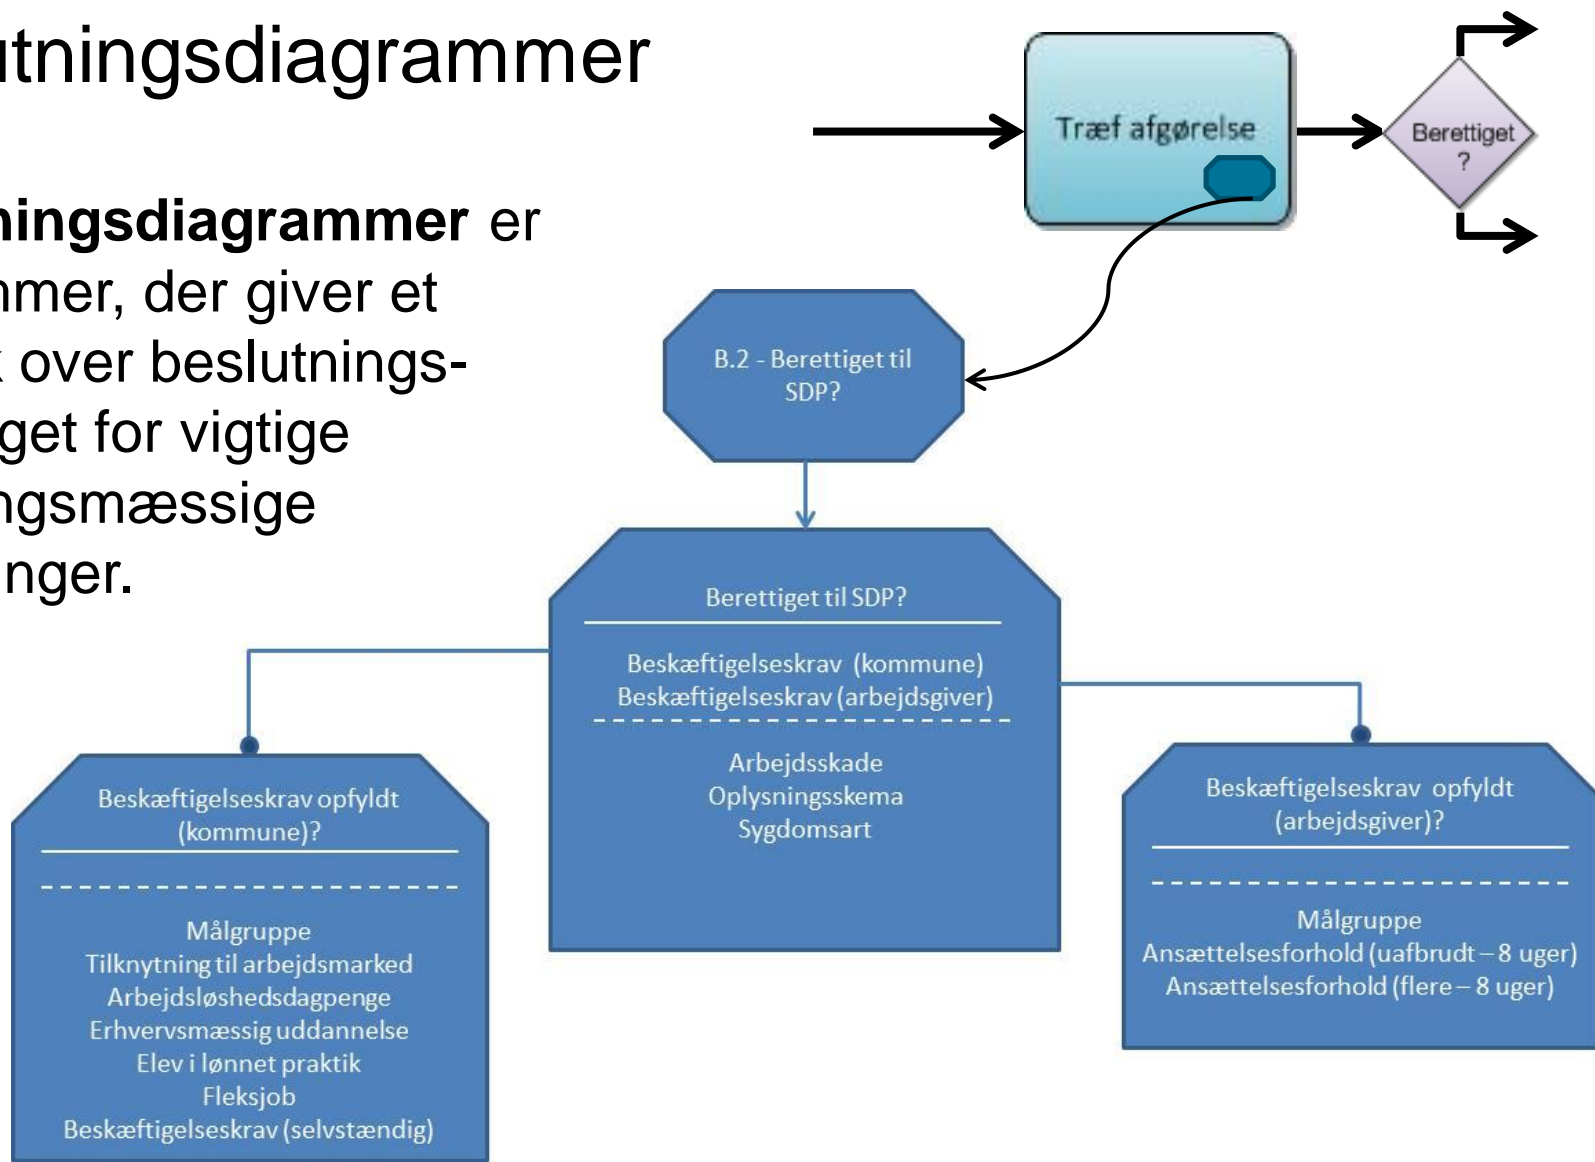 utningsdiagrammer
ningsdiagrammer er
nmer, der giver et
k over beslutnings-
get for vigtige
ngsmæssige
inger.
Træf afgørelse
Berettiget
?
B.2 - Berettiget til
SDP?
Berettiget til SDP?
Beskæftigelseskrav (kommune)
Beskæftigelseskrav (arbejdsgiver)
Arbejdsskade
Oplysningsskema
Sygdomsart
Beskæftigelseskrav opfyldt
(kommune)?
Målgruppe
Tilknytning til arbejdsmarked
Arbejdsløshedsdagpenge
Erhvervsmæssig uddannelse
Elev i lønnet praktik
Fleksjob
Beskæftigelseskrav (selvstændig)
Beskæftigelseskrav opfyldt
(arbejdsgiver)?
Målgruppe
Ansættelsesforhold (uafbrudt – 8 uger)
Ansættelsesforhold (flere – 8 uger)